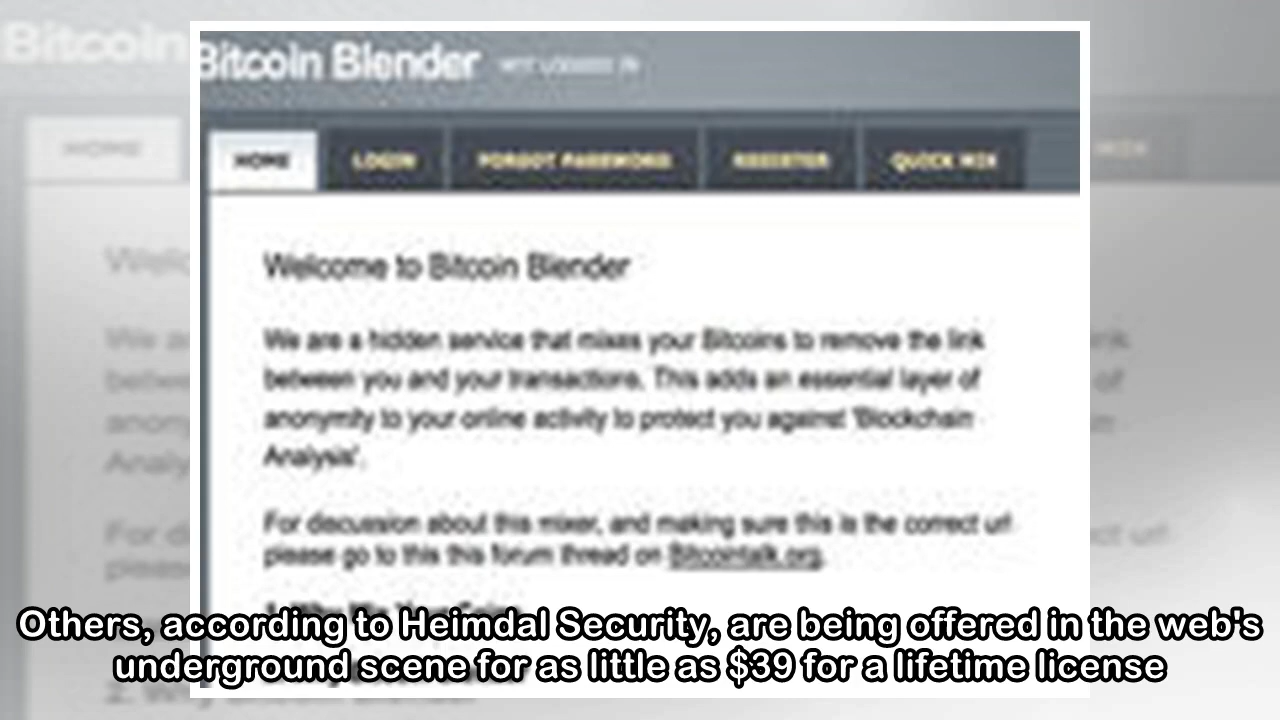 Bitcoin
Bitcoin Blender NOT LOGGED IN
HOME LOGIN FORGOT PASSWORD REGISTER QUICK MIX
Welcome to Bitcoin Blender
We are a hidden service that mixes your Bitcoins to remove the link
between you and your transactions. This adds an essential layer of
anonymity to your online activity to protect you against 'Blockchain
Analysis'.
For discussion about this mixer, and making sure this is the correct url
please go to this this forum thread on Bitcointalk.org.
Others, according to Heimdal Security, are being offered in the web's
underground scene for as little as $39 for a lifetime license